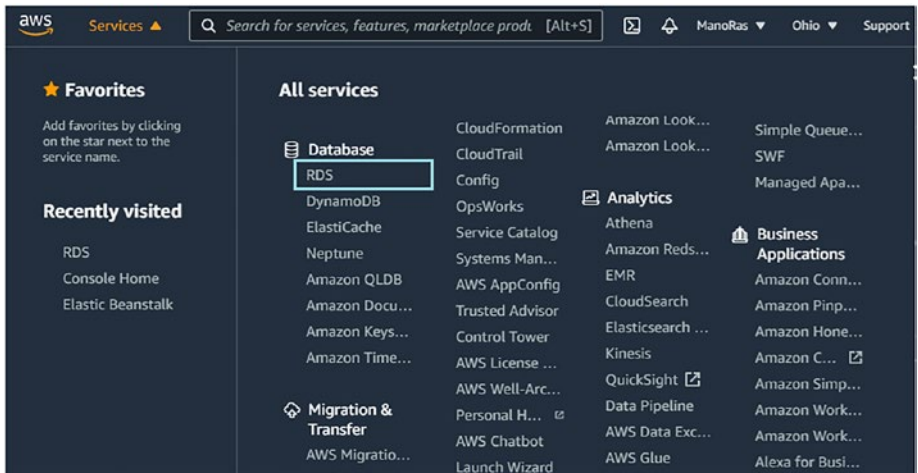 aws
Services ▲
Search for services, features, marketplace produ [Alt+S]
ManoRas ▼
Ohio ▼
Support
Favorites
Add favorites by clicking
on the star next to the
service name.
Recently visited
RDS
Console Home
Elastic Beanstalk
All services
Database
RDS
DynamoDB
ElastiCache
Neptune
Amazon QLDB
Amazon Docu...
Amazon Keys...
Amazon Time...
Migration &
Transfer
AWS Migratio...
CloudFormation
CloudTrail
Config
OpsWorks
Service Catalog
Systems Man...
AWS AppConfig
Trusted Advisor
Control Tower
AWS License ...
AWS Well-Arc...
Personal H...
AWS Chatbot
Launch Wizard
Amazon Look...
Amazon Look...
Analytics
Athena
Amazon Reds...
EMR
CloudSearch
Elasticsearch ...
Kinesis
QuickSight
Data Pipeline
AWS Data Exc...
AWS Glue
Simple Queue...
SWF
Managed Apa...
Business
Applications
Amazon Conn...
Amazon Pinp...
Amazon Hone...
Amazon C...
Amazon Simp...
Amazon Work...
Amazon Work...
Alexa for Busi...